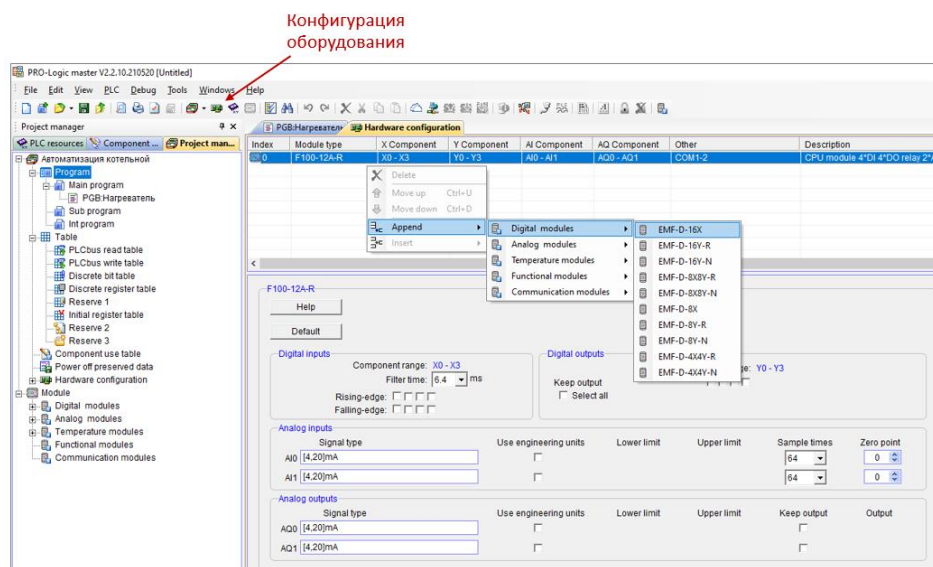 Конфигурация
оборудования
PRO-Logic master V2.2.10.210520 [Untitled]
File Edit View PLC Debug Tools Windows Help
Project manager
PLC resources Component ... Project man...
Автоматизация котельной
Program
Main program
PGB:Нагреватель
Sub program
Int program
Table
PLCbus read table
PLCbus write table
Discrete bit table
Discrete register table
Reserve 1
Initial register table
Reserve 2
Reserve 3
Component use table
Power off preserved data
Hardware configuration
Module
Digital modules
Analog modules
Temperature modules
Functional modules
Communication modules
PGB:Нагреватель Hardware configuration
Index Module type X Component Y Component AI Component AQ Component Other Description
0 F100-12A-R X0 - X3 Y0 - Y3 AI0 - AI1 AQ0 - AQ1 COM1-2 CPU module 4*DI 4*DO relay 2*
Delete
Move up Ctrl+U
Move down Ctrl+D
Append
Insert
Digital modules
Analog modules
Temperature modules
Functional modules
Communication modules
EMF-D-16X
EMF-D-16Y-R
EMF-D-16Y-N
EMF-D-8X8Y-R
EMF-D-8X8Y-N
EMF-D-8X
EMF-D-8Y-R
EMF-D-8Y-N
EMF-D-4X4Y-R
EMF-D-4X4Y-N
F100-12A-R
Help
Default
Digital inputs
Component range: X0 - X3
Filter time: 6.4 ms
Rising-edge:
Falling-edge:
Digital outputs
Y0 - Y3
Keep output
Select all
Analog inputs
Signal type Use engineering units Lower limit Upper limit Sample times Zero point
AI0 [4,20]mA 64 0
AI1 [4,20]mA 64 0
Analog outputs
Signal type Use engineering units Lower limit Upper limit Keep output Output
AQ0 [4,20]mA
AQ1 [4,20]mA